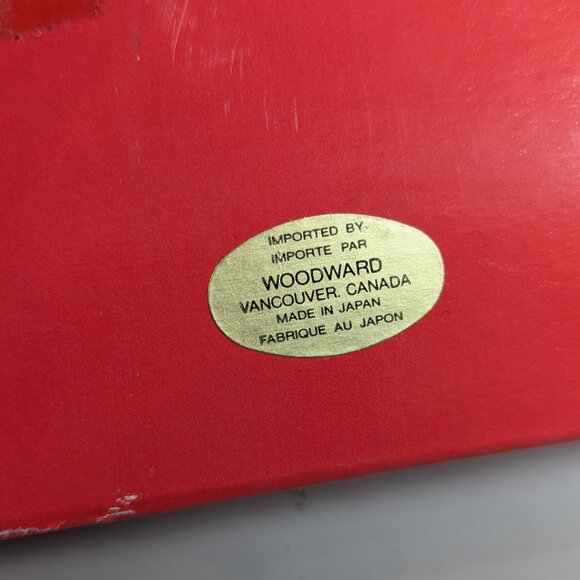 IMPORTED BY.
IMPORTE PAR
WOODWARD
VANCOUVER. CANADA
MADE IN JAPAN
FABRIQUE AU JAPON